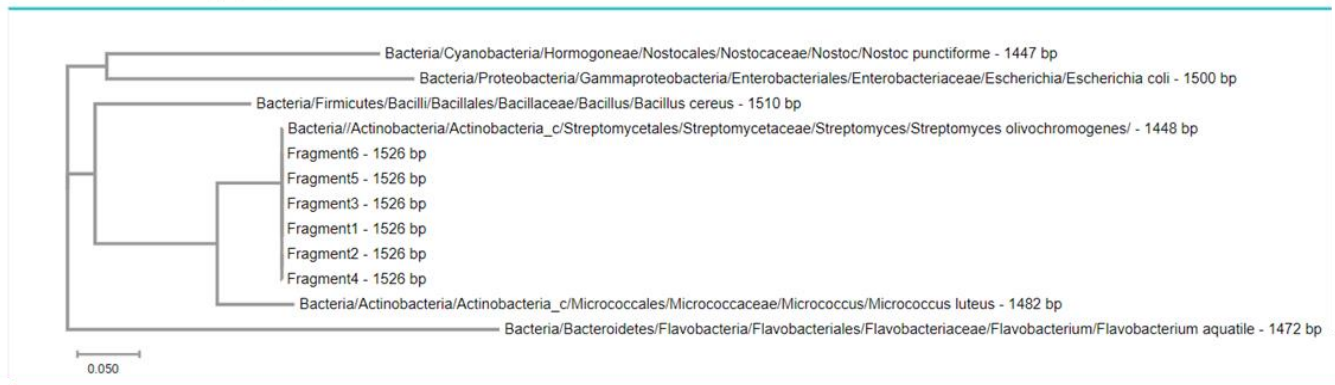 Bacteria/Cyanobacteria/Hormogoneae/Nostocales/Nostocaceae/Nostoc/Nostoc punctiforme - 1447 bp
Bacteria/Proteobacteria/Gammaproteobacteria/Enterobacteriales/Enterobacteriaceae/Escherichia/Escherichia coli - 1500 bp
Bacteria/Firmicutes/Bacilli/Bacillales/Bacillaceae/Bacillus/Bacillus cereus - 1510 bp
Bacteria//Actinobacteria/Actinobacteria_c/Streptomycetales/Streptomycetaceae/Streptomyces/Streptomyces olivochromogenes/ - 1448 bp
Fragment6 - 1526 bp
Fragment5 - 1526 bp
Fragment3 - 1526 bp
Fragment1 - 1526 bp
Fragment2 - 1526 bp
Fragment4 - 1526 bp
Bacteria/Actinobacteria/Actinobacteria_c/Micrococcales/Micrococcaceae/Micrococcus/Micrococcus luteus - 1482 bp
Bacteria/Bacteroidetes/Flavobacteria/Flavobacteriales/Flavobacteriaceae/Flavobacterium/Flavobacterium aquatile - 1472 bp
0.050